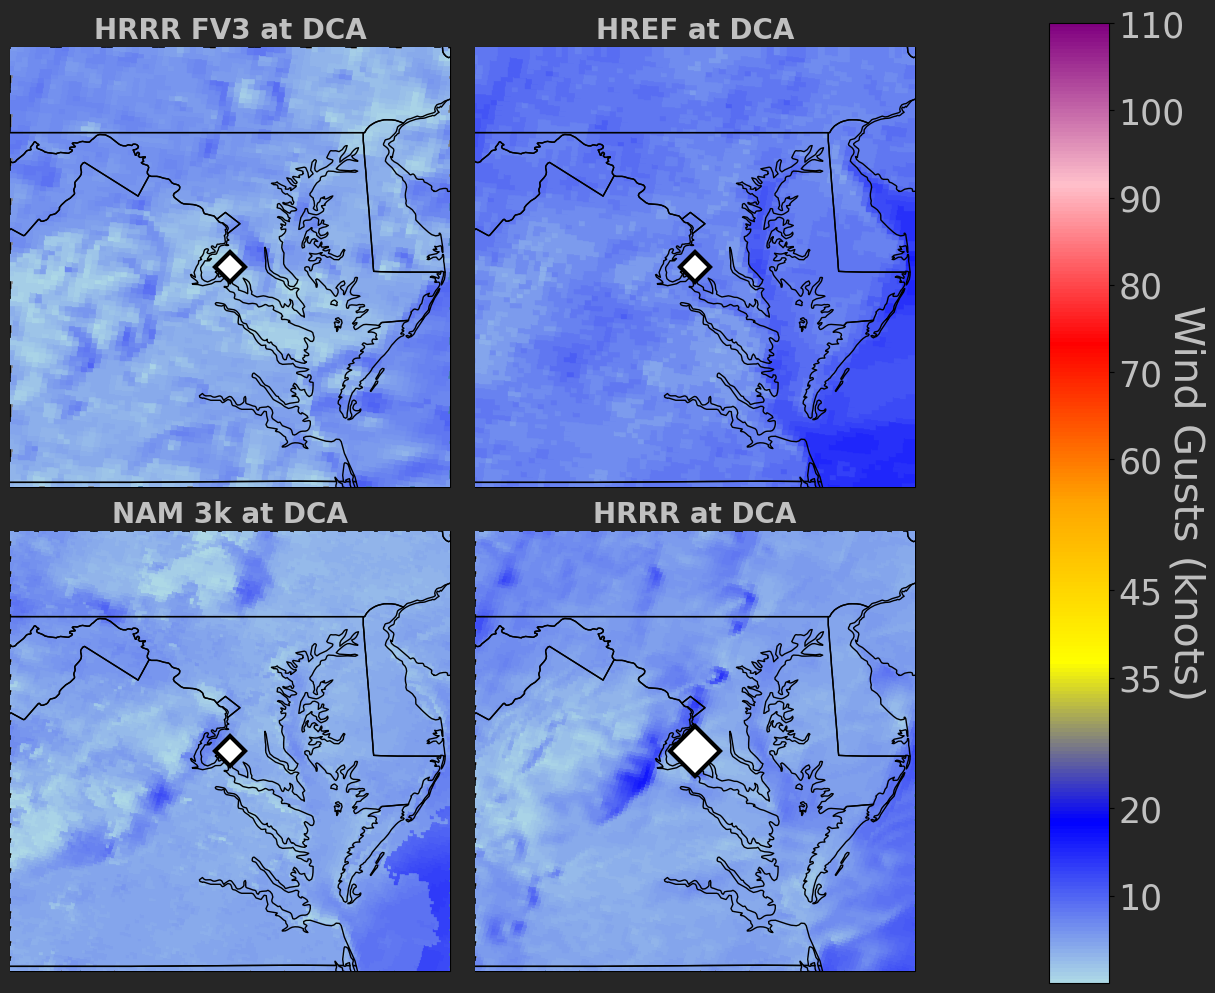 HRRR FV3 at DCA
HREF at DCA
NAM 3k at DCA
HRRR at DCA
110
100
90
80
70
60
45
35
20
10
Wind Gusts (knots)